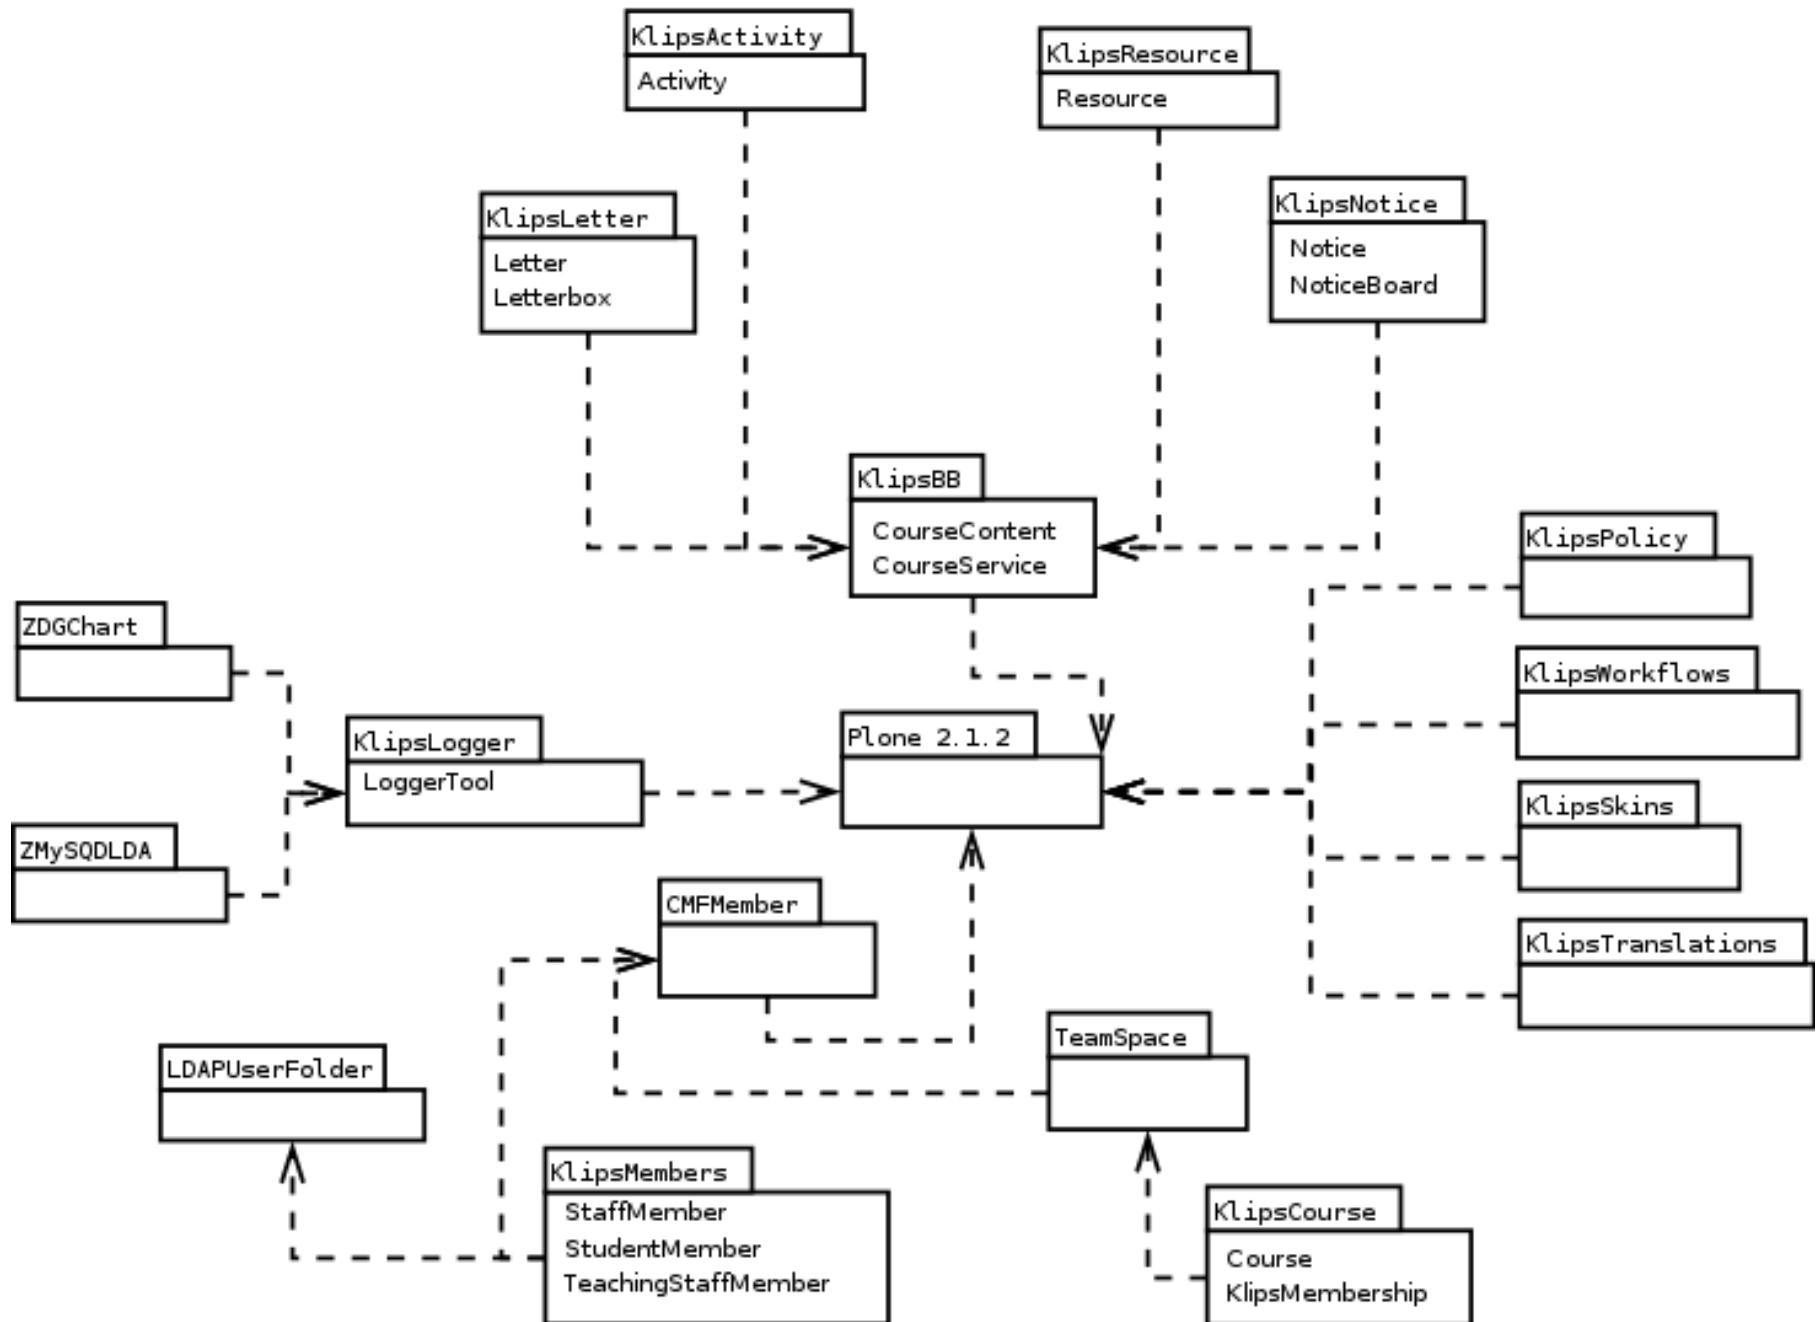 KlipsActivity
Activity
KlipsResource
Resource
KlipsLetter
Letter
Letterbox
KlipsNotice
Notice
NoticeBoard
KlipsBB
CourseContent
CourseService
KlipsPolicy
ZDGChart
KlipsWorkflows
KlipsLogger
LoggerTool
Plone 2.1.2
KlipsSkins
ZMySQDLDA
CMFMember
KlipsTranslations
TeamSpace
LDAPUserFolder
KlipsMembers
StaffMember
StudentMember
TeachingStaffMember
KlipsCourse
Course
KlipsMembership